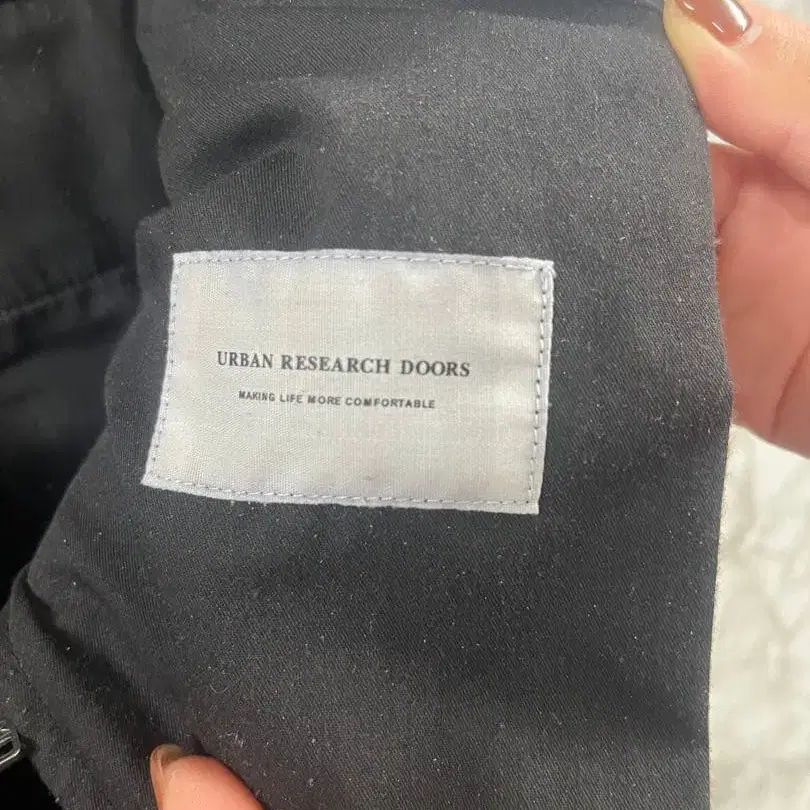 URBAN RESEARCH DOORS
MAKING LIFE MORE COMFORTABLE